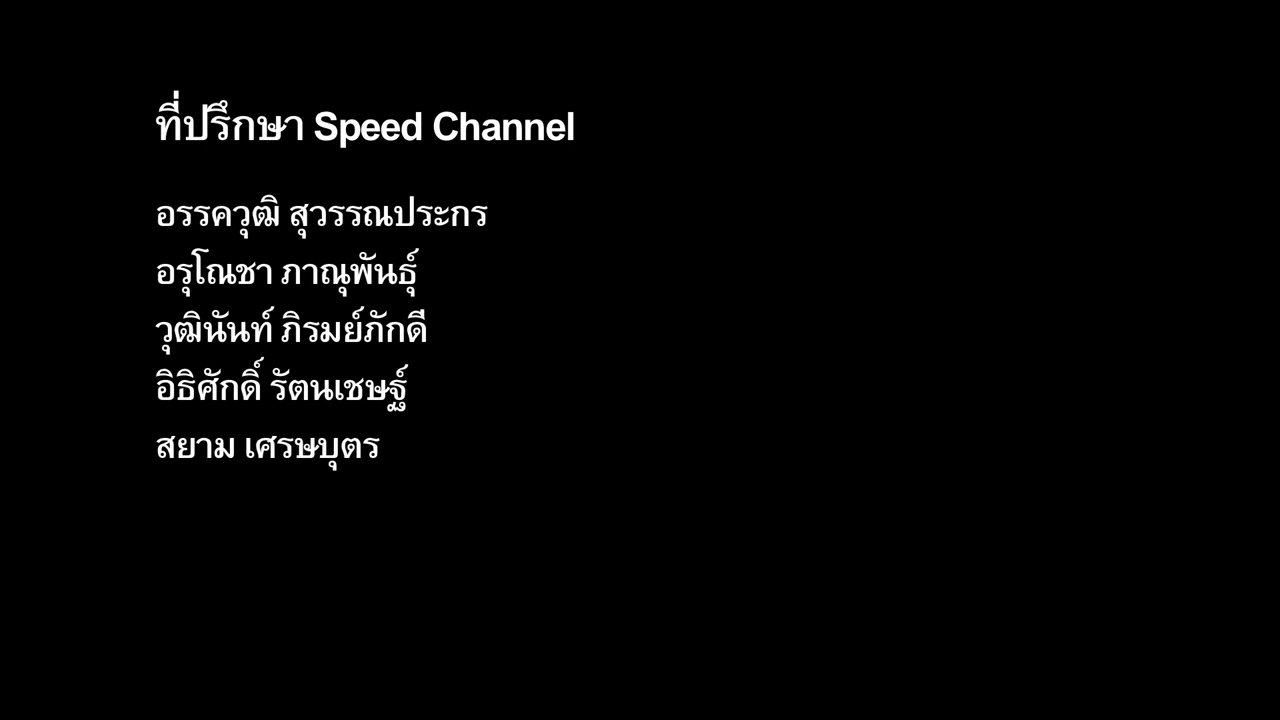 ที่ปรึกษา Speed Channel
อรรควุฒิ สุวรรณประกร
อรุโณชา ภาณุพันธุ์
วุฒินันท์ ภิรมย์ภักดี
อิธิศักดิ์ รัตนเชษฐ์
สยาม เศรษบุตร